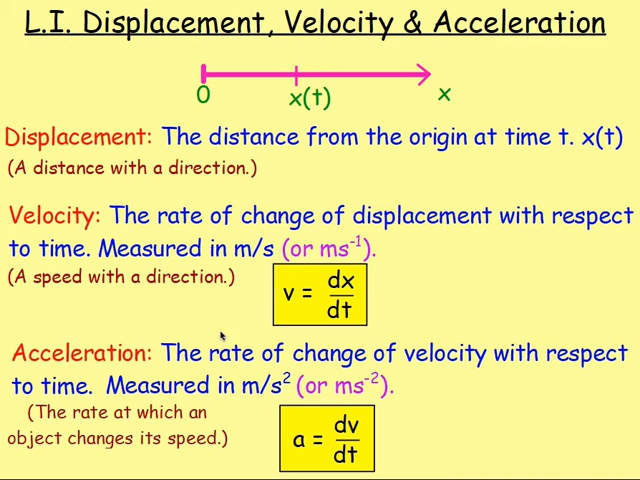 L.I. Displacement, Velocity & Acceleration
0 x(t) x
Displacement: The distance from the origin at time t. x(t)
(A distance with a direction.)
Velocity: The rate of change of displacement with respect
to time. Measured in m/s (or ms⁻¹).
(A speed with a direction.)
v = dx/dt
Acceleration: The rate of change of velocity with respect
to time. Measured in m/s² (or ms⁻²).
(The rate at which an
object changes its speed.)
a = dv/dt